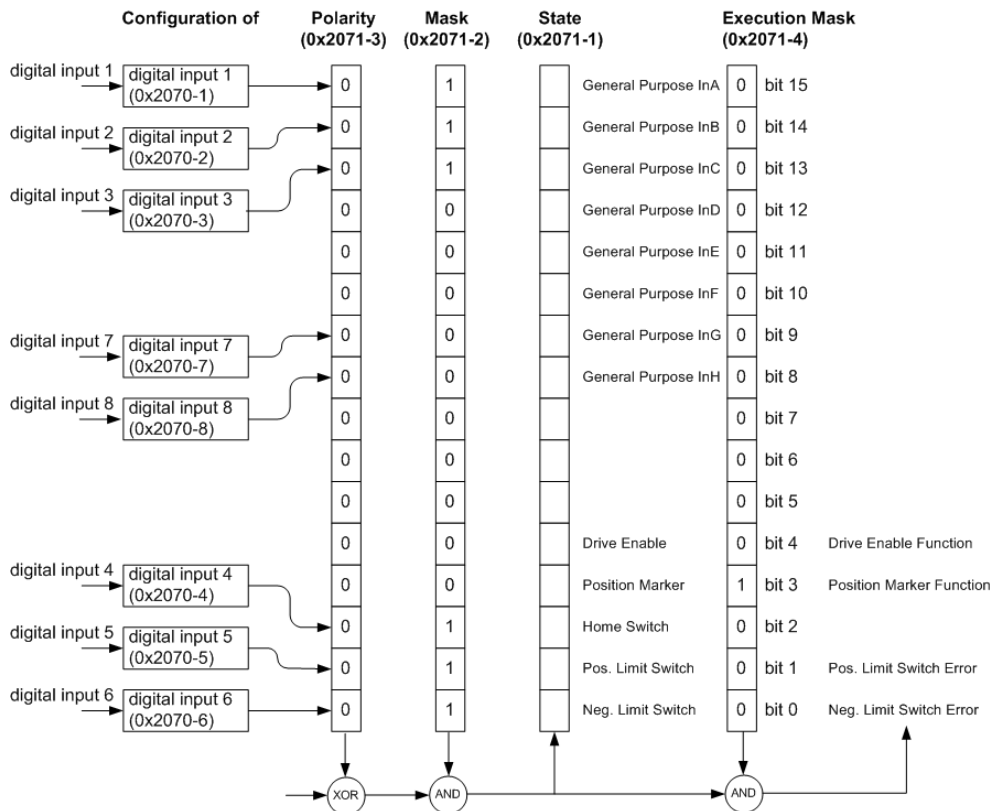 Configuration of Polarity Mask State Execution Mask
(0x2071-3) (0x2071-2) (0x2071-1) (0x2071-4)
digital input 1 digital input 1 0 1 General Purpose InA 0 bit 15
(0x2070-1)
digital input 2 digital input 2 0 1 General Purpose InB 0 bit 14
(0x2070-2)
digital input 3 digital input 3 0 1 General Purpose InC 0 bit 13
(0x2070-3)
0 0 General Purpose InD 0 bit 12
0 0 General Purpose InE 0 bit 11
0 0 General Purpose InF 0 bit 10
digital input 7 digital input 7 0 0 General Purpose InG 0 bit 9
(0x2070-7)
0 0 General Purpose InH 0 bit 8
digital input 8 digital input 8
(0x2070-8)
0 0 0 bit 7
0 0 0 bit 6
0 0 0 bit 5
0 0 Drive Enable 0 bit 4 Drive Enable Function
digital input 4 digital input 4 0 0 Position Marker 1 bit 3 Position Marker Function
(0x2070-4)
0 1 Home Switch 0 bit 2
digital input 5 digital input 5
(0x2070-5)
0 1 Pos. Limit Switch 0 bit 1 Pos. Limit Switch Error
digital input 6 digital input 6 0 1 Neg. Limit Switch 0 bit 0 Neg. Limit Switch Error
(0x2070-6)
XOR AND AND